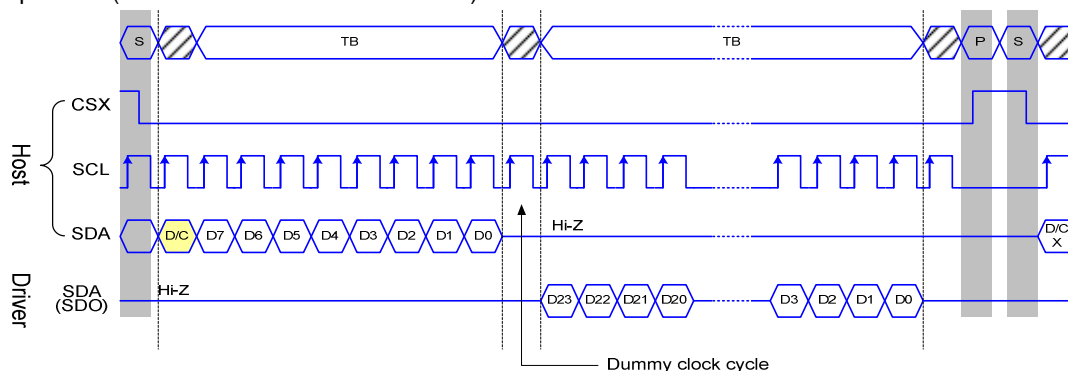 S TB TB P S
CSX
SCL
SDA D/C D7 D6 D5 D4 D3 D2 D1 D0 Hi-Z D/C
X
Host
Hi-Z
SDA
(SDO) D23 D22 D21 D20 D3 D2 D1 D0
Driver
Dummy clock cycle